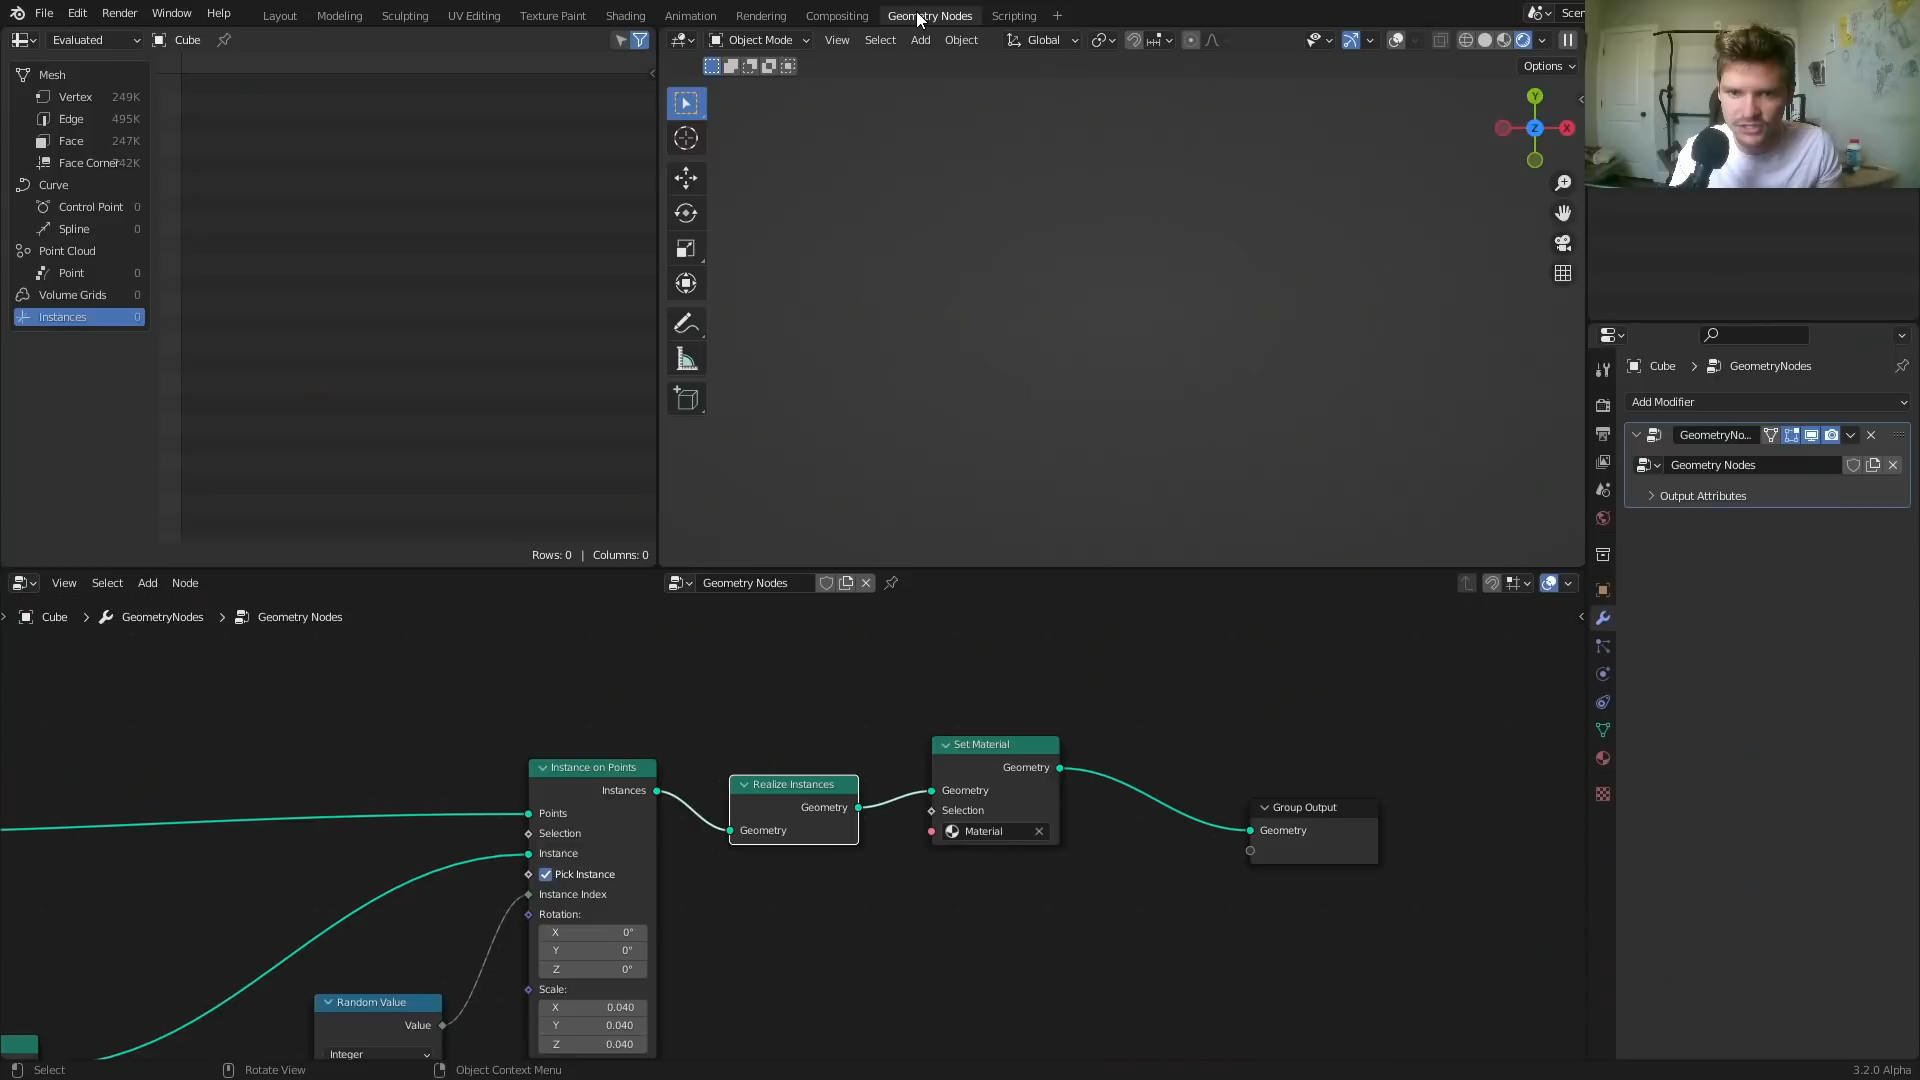 File Edit Render Window Help Layout Modeling Sculpting UV Editing Texture Paint Shading Animation Rendering Compositing Geometry Nodes Scripting + Scen
Evaluated Cube
Object Mode View Select Add Object Global
Options
Mesh
Vertex 249K
Edge 495K
Face 247K
Face Corner 742K
Curve
Control Point 0
Spline 0
Point Cloud
Point 0
Volume Grids 0
Instances 0
Rows: 0 | Columns: 0
Y
X
Z
Cube > GeometryNodes
Add Modifier
GeometryNo...
Geometry Nodes
Output Attributes
View Select Add Node Geometry Nodes
Cube > GeometryNodes > Geometry Nodes
Instance on Points
Instances
Points
Selection
Instance
Pick Instance
Instance Index
Rotation:
X 0°
Y 0°
Z 0°
Scale:
X 0.040
Y 0.040
Z 0.040
Random Value
Value
Integer
Realize Instances
Geometry
Geometry
Set Material
Geometry
Geometry
Selection
Material
Group Output
Geometry
Select Rotate View Object Context Menu 3.2.0 Alpha